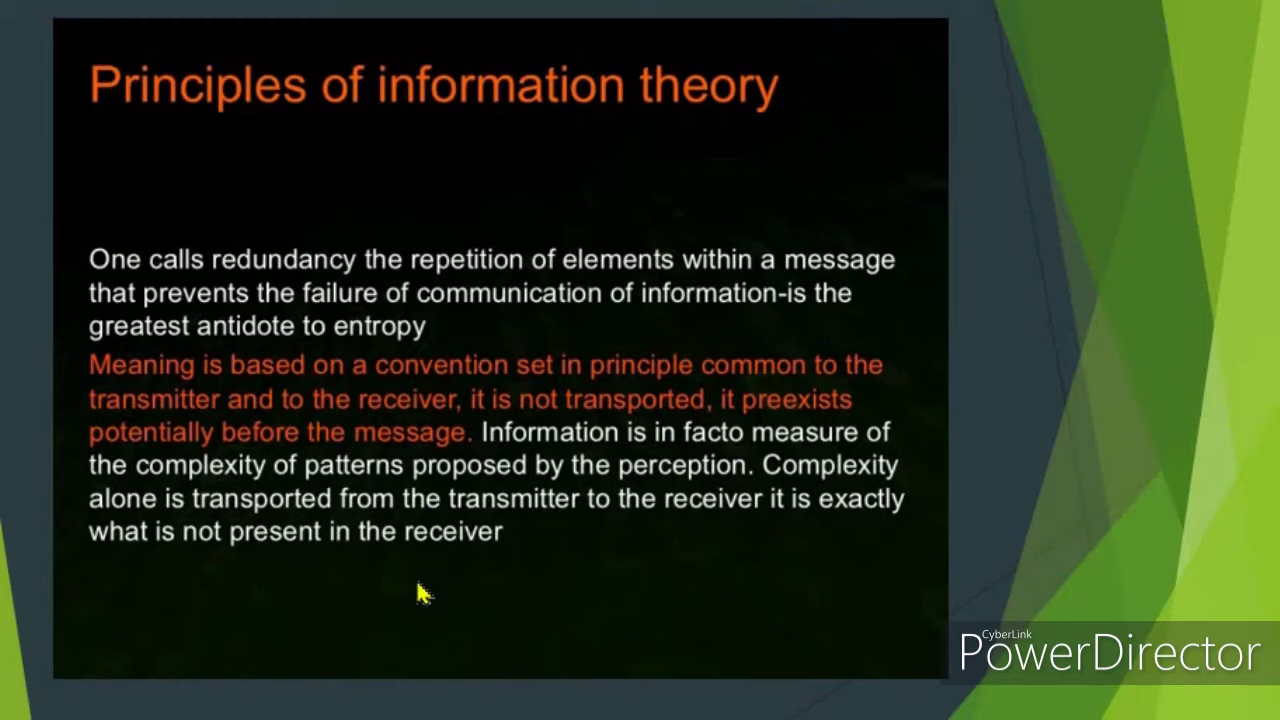 Principles of information theory
One calls redundancy the repetition of elements within a message
that prevents the failure of communication of information-is the
greatest antidote to entropy
Meaning is based on a convention set in principle common to the
transmitter and to the receiver, it is not transported, it preexists
potentially before the message. Information is in facto measure of
the complexity of patterns proposed by the perception. Complexity
alone is transported from the transmitter to the receiver it is exactly
what is not present in the receiver
CyberLink
PowerDirector